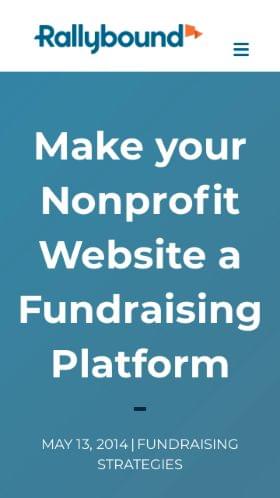 Rallybound
Make your
Nonprofit
Website a
Fundraising
Platform
MAY 13, 2014 | FUNDRAISING
STRATEGIES